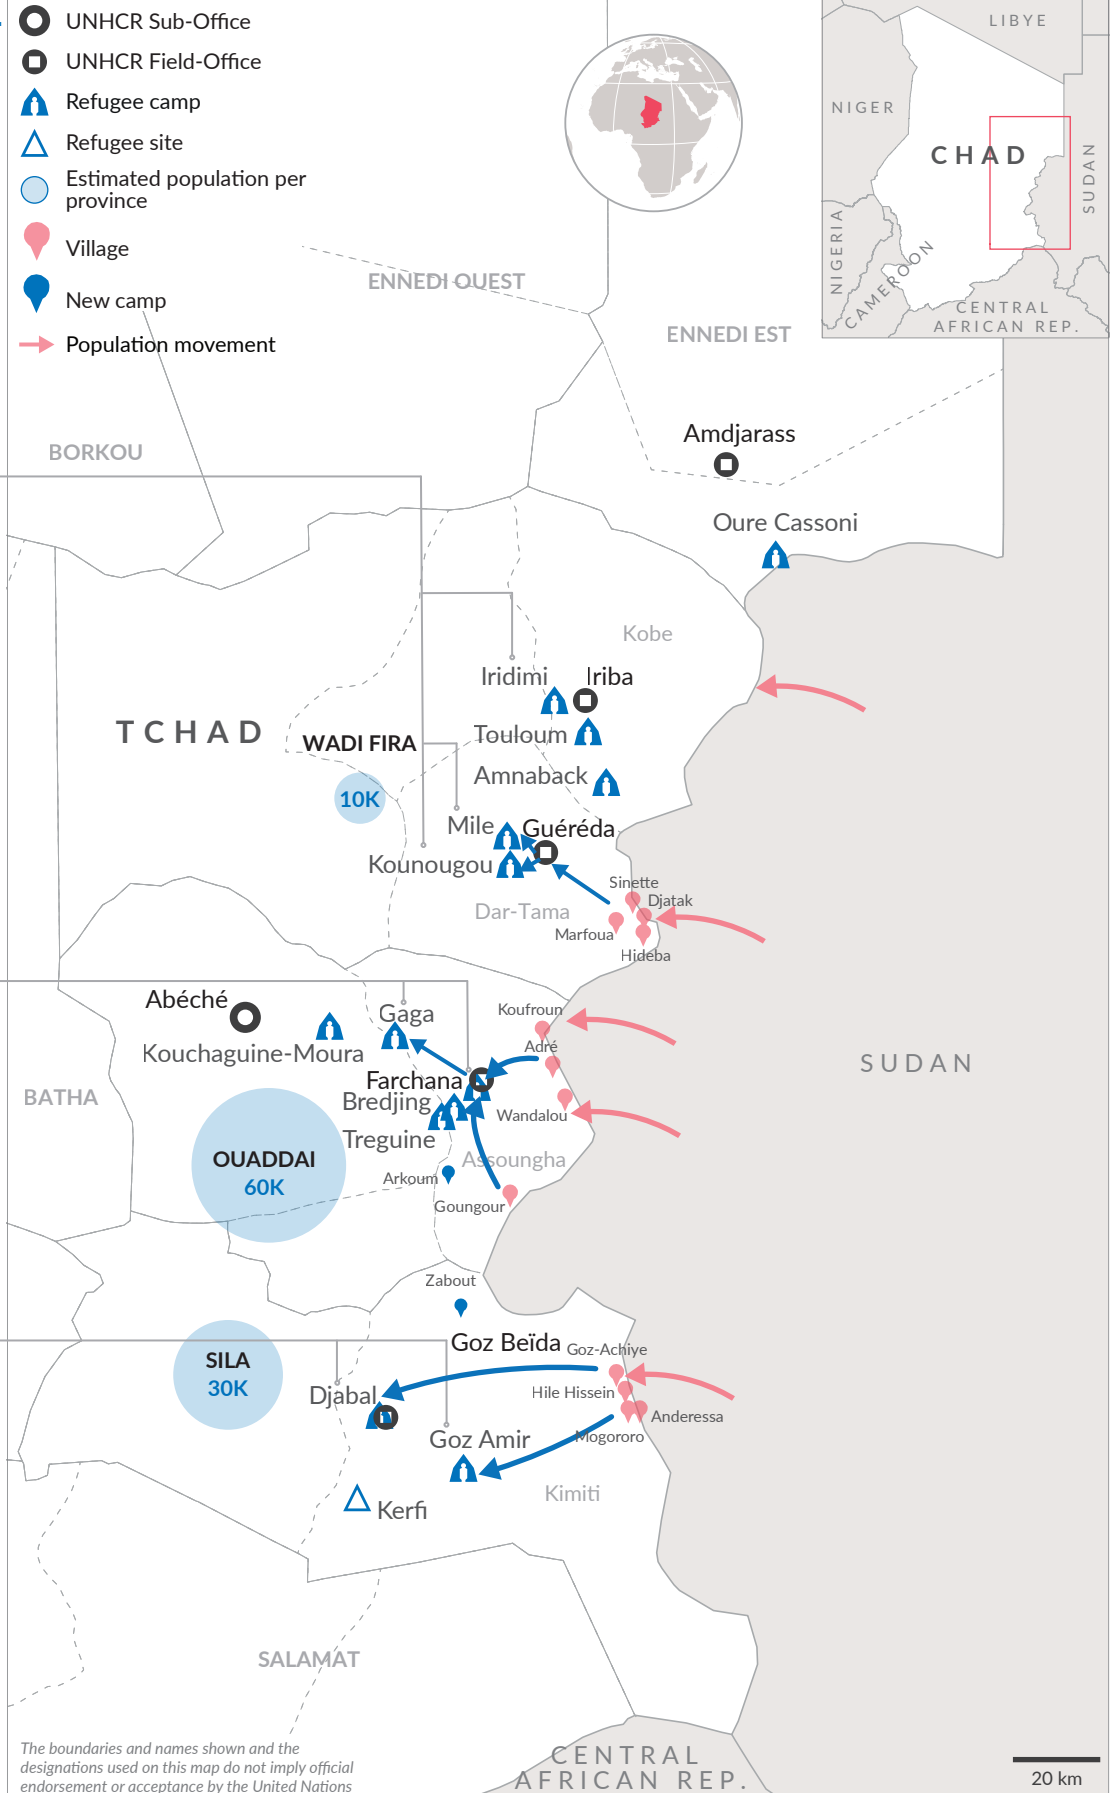 UNHCR Sub-Office
UNHCR Field-Office
Refugee camp
Refugee site
Estimated population per
province
Village
New camp
Population movement
LIBYE
NIGER
CHAD
SUDAN
NIGERIA
CAMEROON
CENTRAL
AFRICAN REP.
ENNEDI OUEST
ENNEDI EST
BORKOU
Amdjarass
Oure Cassoni
Kobe
Iridimi
Iriba
TCHAD
WADI FIRA
Touloum
Amnaback
10K
Mile
Guéréda
Kounougou
Sinette
Djatak
Dar-Tama
Marfoua
Hideba
Abéché
Gaga
Koufroun
Kouchaguine-Moura
Adré
SUDAN
Farchana
BATHA
Bredjing
Wandalou
Treguine
OUADDAI
60K
Assoungha
Arkoum
Goungour
Zabout
Goz Beïda
Goz-Achiye
SILA
30K
Djabal
Hile Hissein
Anderessa
Goz Amir
Mogororo
Kimiti
Kerfi
SALAMAT
The boundaries and names shown and the
designations used on this map do not imply official
endorsement or acceptance by the United Nations
CENTRAL
AFRICAN REP.
20 km